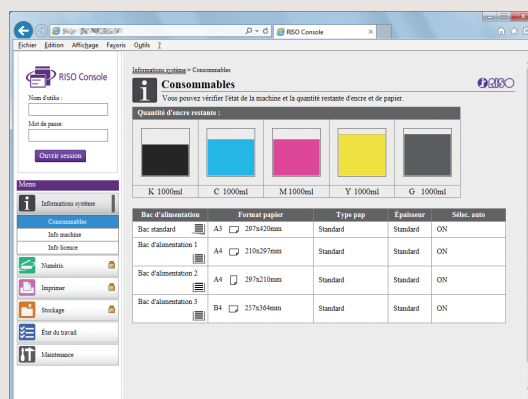 RISO Console
Fichier Edition Affichage Favoris Outils ?
RISO Console
Nom d'utilis :
Mot de passe:
Ouvrir session
Menu
Informations système
Consommables
Info machine
Info licence
Numéris.
Imprimer
Stockage
État du travail
Maintenance
Informations système > Consommables
Consommables
RISO
Vous pouvez vérifier l'état de la machine et la quantité restante d'encre et de papier.
Quantité d'encre restante :
K 1000ml C 1000ml M 1000ml Y 1000ml G 1000ml
Bac d'alimentation Format papier Type pap Épaisseur Sélec. auto
Bac standard A3 297x420mm Standard Standard ON
Bac d'alimentation 1 A4 210x297mm Standard Standard ON
Bac d'alimentation 2 A4 297x210mm Standard Standard ON
Bac d'alimentation 3 B4 257x364mm Standard Standard ON